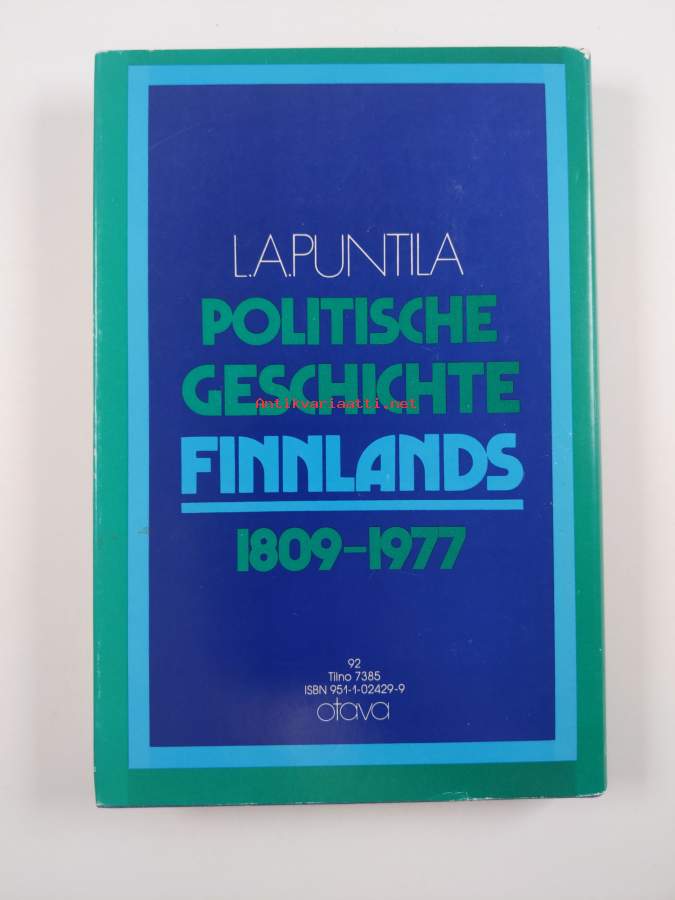 L.A.PUNTILA
POLITISCHE
GESCHICHTE
Antikvariaatti.net
FINNLANDS
1809–1977
92
Tilno 7385
ISBN 951-1-02429-9
otava